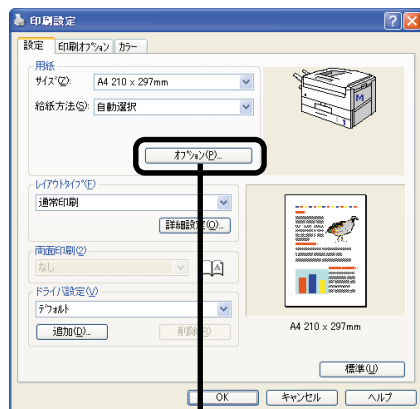 印刷設定
設定 印刷オプション カラー
用紙
サイズ(Z): A4 210 x 297mm
給紙方法(S): 自動選択
M
1
オプション(P)...
レイアウトタイプ(E)
通常印刷
詳細設定(O)...
両面印刷(2)
なし
A
ドライバ設定(V)
デフォルト
追加(D)... 削除(R)
A4 210 x 297mm
標準(U)
OK キャンセル ヘルプ